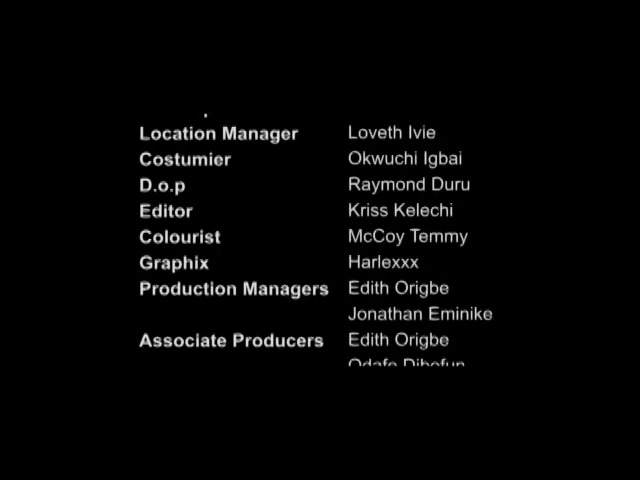 Location Manager Loveth Ivie
Costumier Okwuchi Igbai
D.o.p Raymond Duru
Editor Kriss Kelechi
Colourist McCoy Temmy
Graphix Harlexxx
Production Managers Edith Origbe
Jonathan Eminike
Associate Producers Edith Origbe